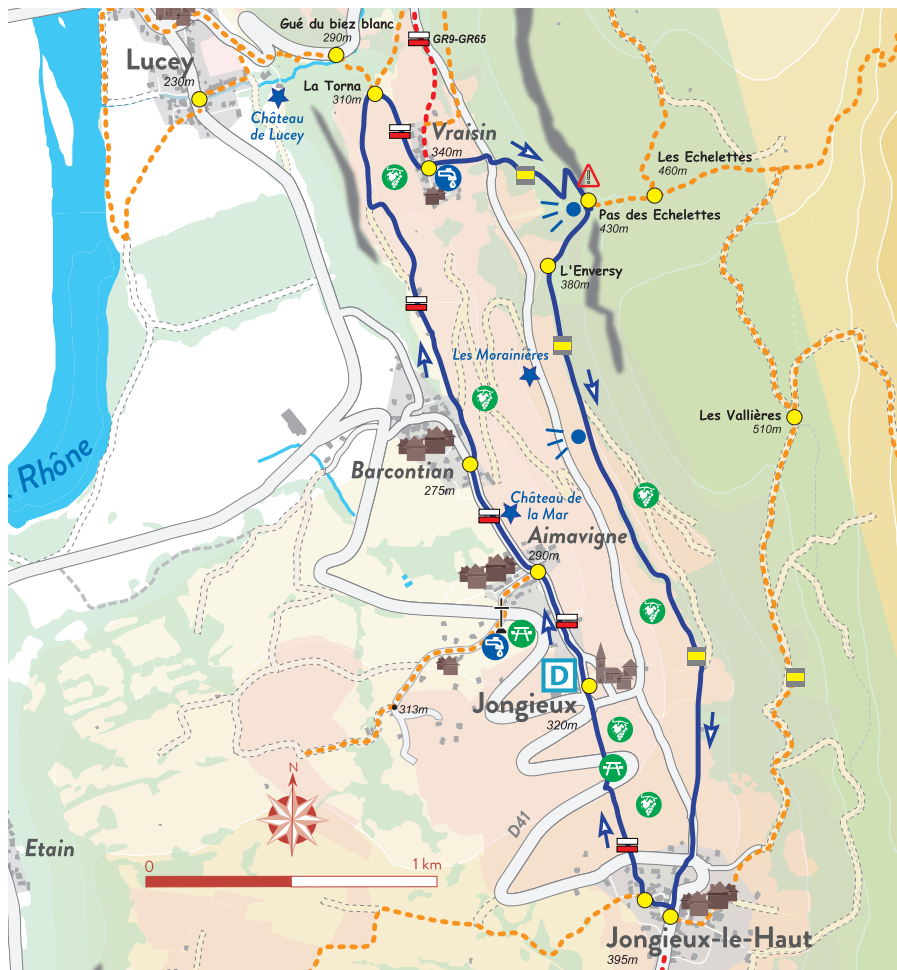 Gué du biez blanc
290m
GR9-GR65
Lucey
230m
La Torna
310m
Château
de Lucey
Vraisin
340m
Les Echelettes
460m
Pas des Echelettes
430m
L'Enversy
380m
Les Morainières
Les Vallières
510m
Rhône
Barcontian
275m
Château de
la Mar
Aimavigne
290m
D
Jongieux
320m
313m
N
D41
Etain
0
1 km
Jongieux-le-Haut
395m